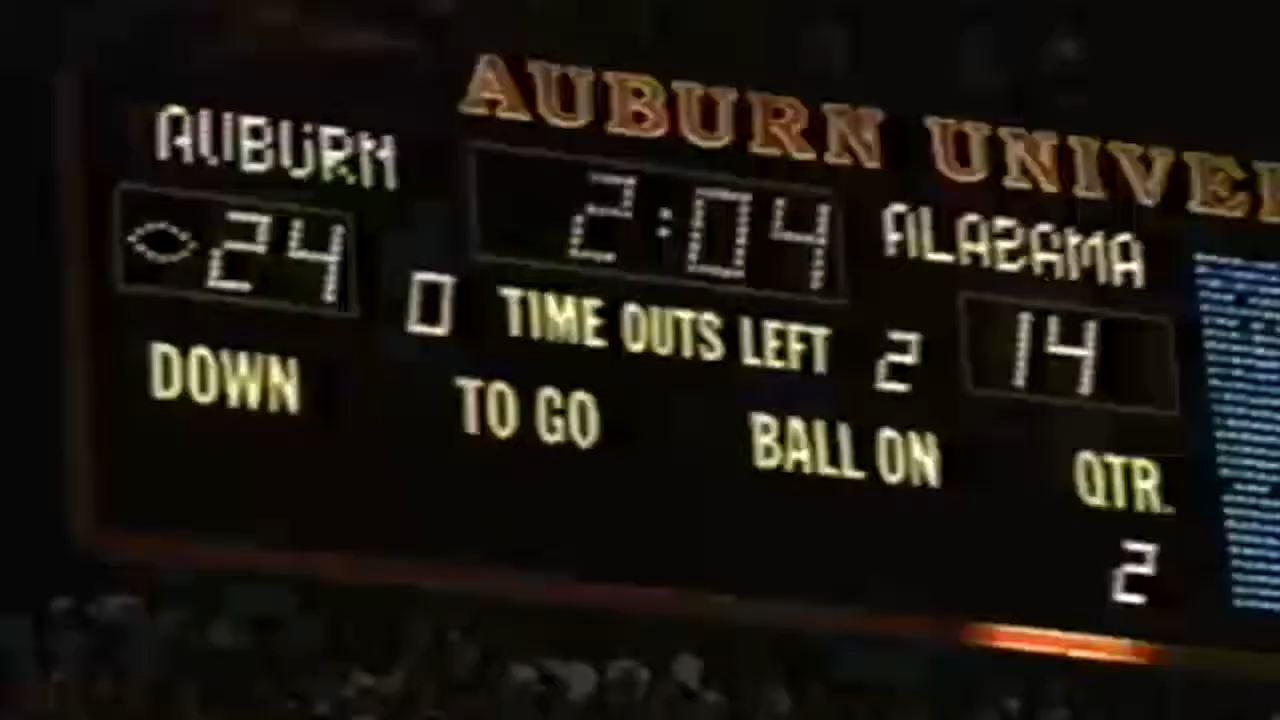 AUBURN UNIVE
AUBURN 2:04 ALABAMA
24 0 TIME OUTS LEFT 2 14
DOWN TO GO BALL ON QTR.
2